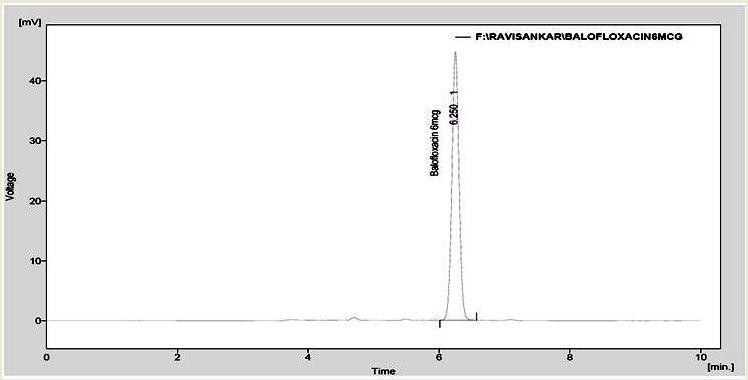 [mV]
F:\RAVISANKAR\BALOFLOXACIN6MCG
40
30
20
10
0
Voltage
Balofloxacin 6mcg
6.250 1
0 2 4 6 8 10
Time
[min.]